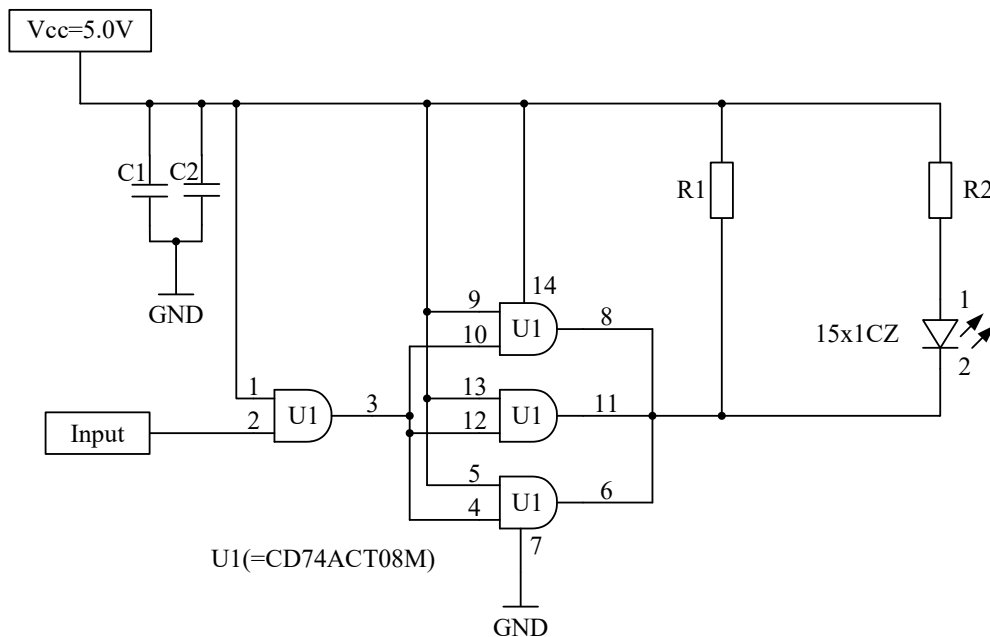 Vcc=5.0V
C1
C2
R1
R2
GND
14
9
U1
8
10
1
15x1CZ
2
1
U1
3
13
U1
11
2
12
Input
5
U1
6
4
7
U1(=CD74ACT08M)
GND